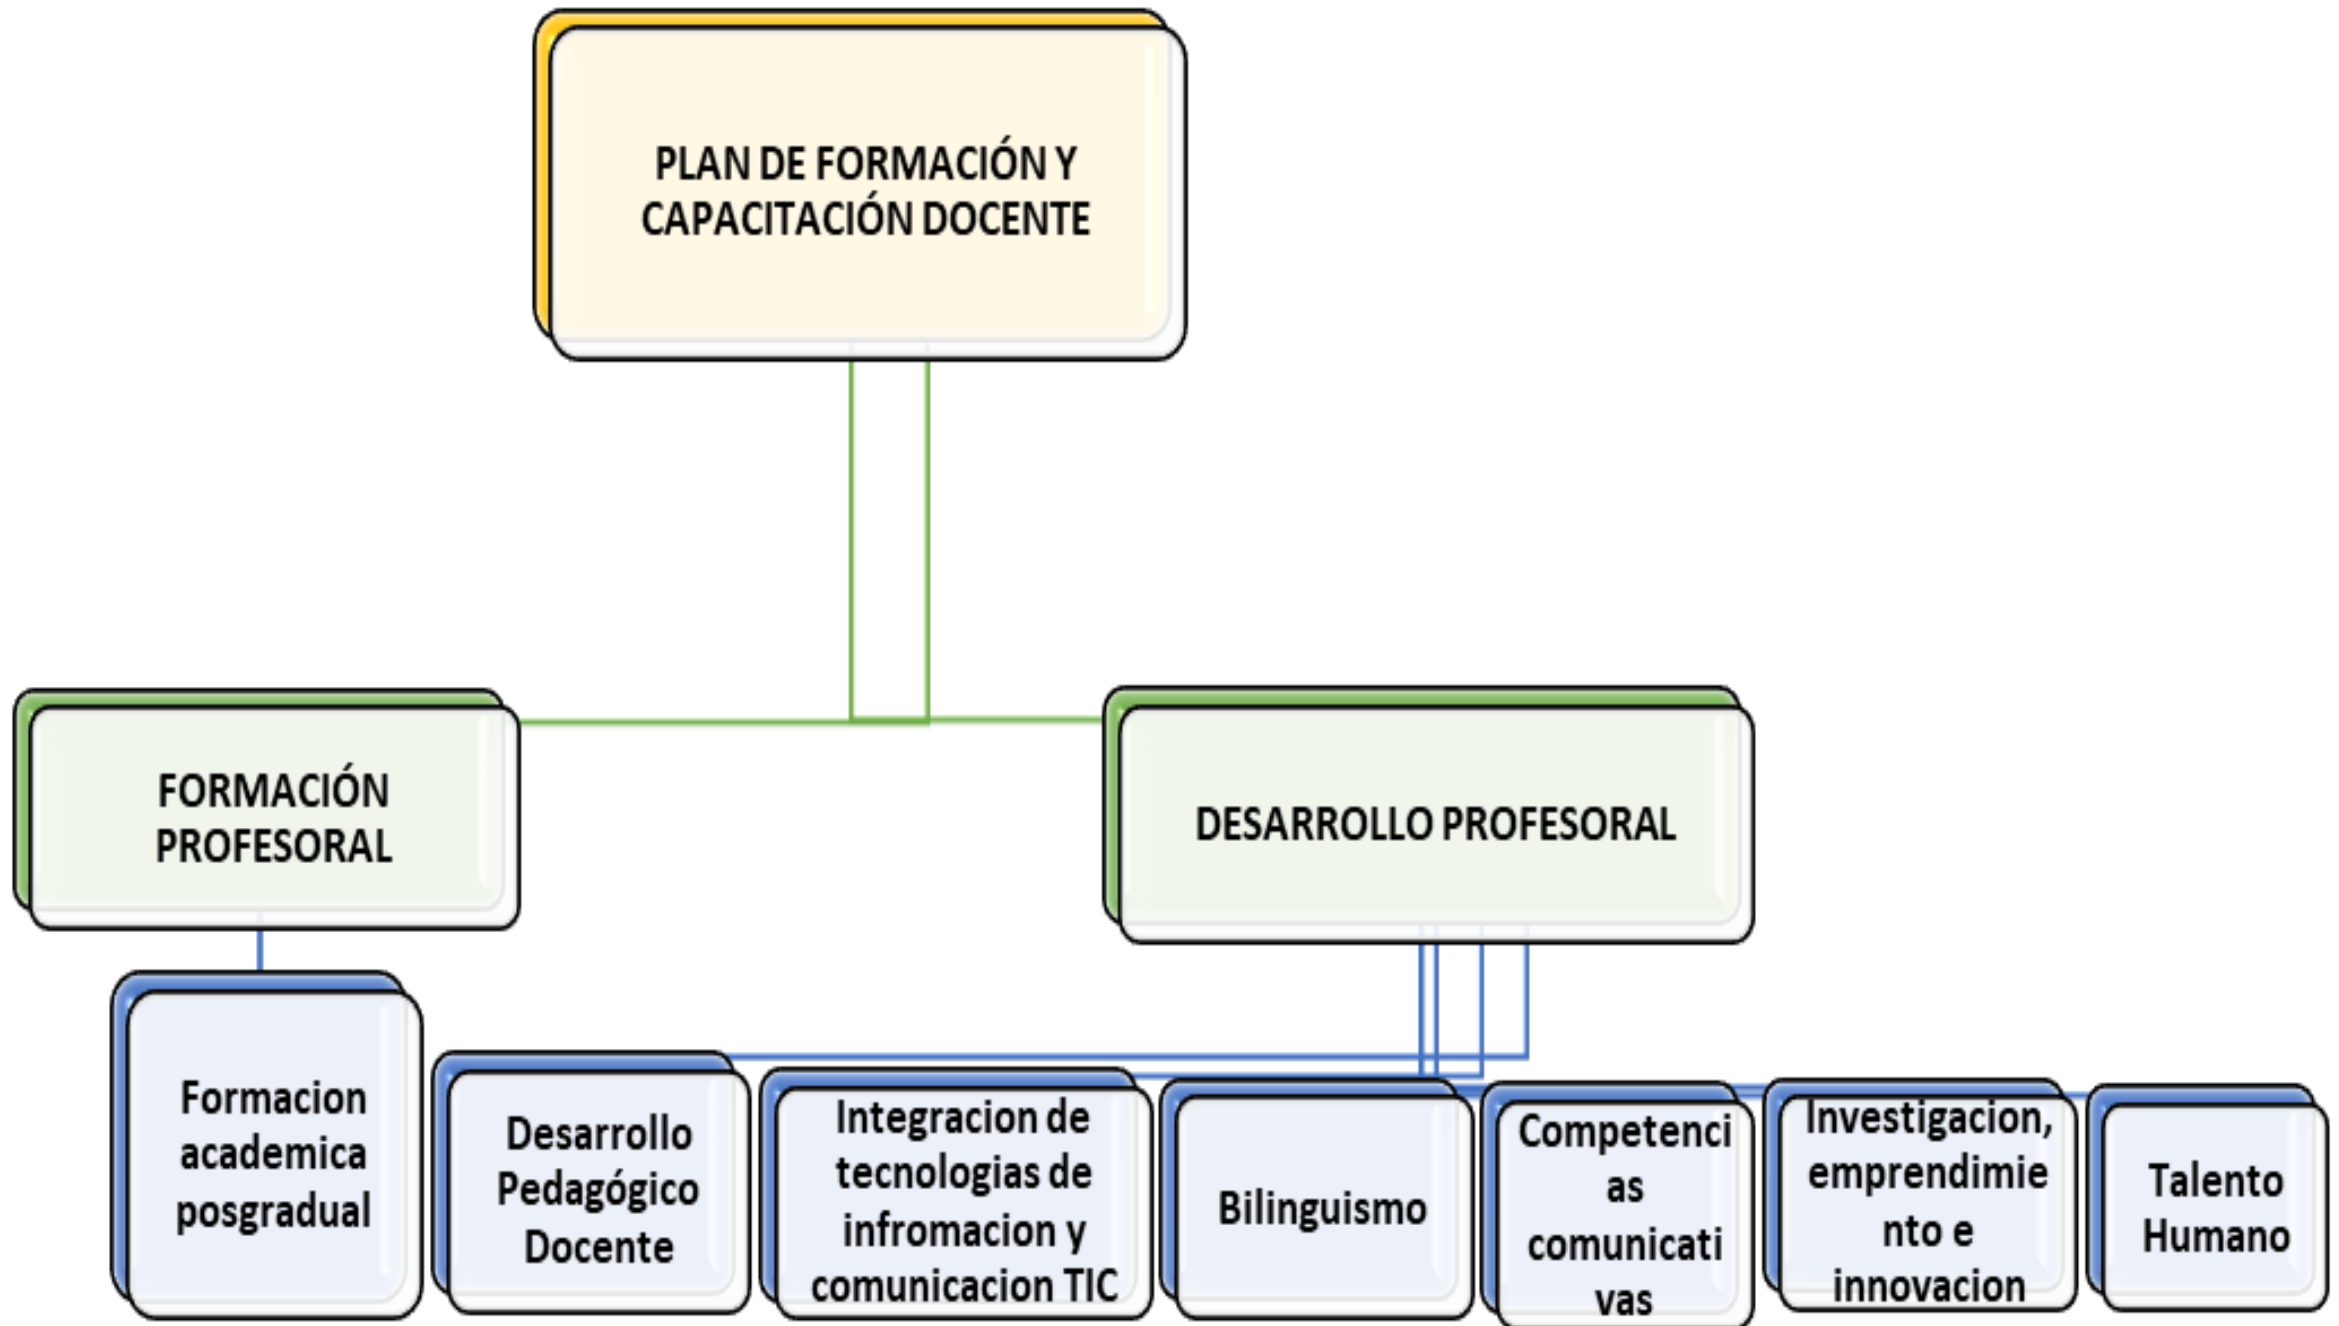 PLAN DE FORMACIÓN Y
CAPACITACIÓN DOCENTE
FORMACIÓN
PROFESORAL
DESARROLLO PROFESORAL
Formacion
academica
posgradual
Desarrollo
Pedagógico
Docente
Integracion de
tecnologias de
infromacion y
comunicacion TIC
Bilinguismo
Competenci
as
comunicati
vas
Investigacion,
emprendimie
nto e
innovacion
Talento
Humano